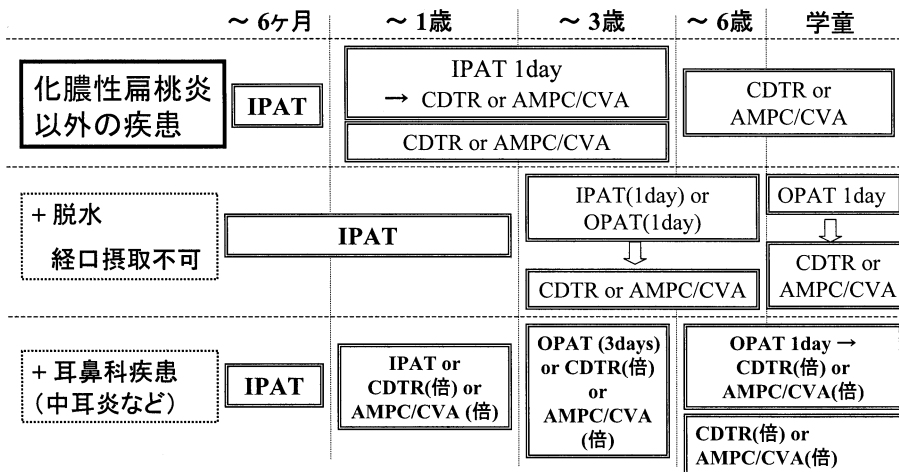 ～ 6ヶ月
～ 1歳
～ 3歳
～ 6歳
学童
化膿性扁桃炎
以外の疾患
IPAT
IPAT 1day
→ CDTR or AMPC/CVA
CDTR or AMPC/CVA
CDTR or
AMPC/CVA
+ 脱水
経口摂取不可
IPAT
IPAT(1day) or
OPAT(1day)
CDTR or AMPC/CVA
OPAT 1day
CDTR or
AMPC/CVA
+ 耳鼻科疾患
(中耳炎など)
IPAT
IPAT or
CDTR(倍) or
AMPC/CVA (倍)
OPAT (3days)
or CDTR(倍)
or
AMPC/CVA
(倍)
OPAT 1day →
CDTR(倍) or
AMPC/CVA(倍)
CDTR(倍) or
AMPC/CVA(倍)